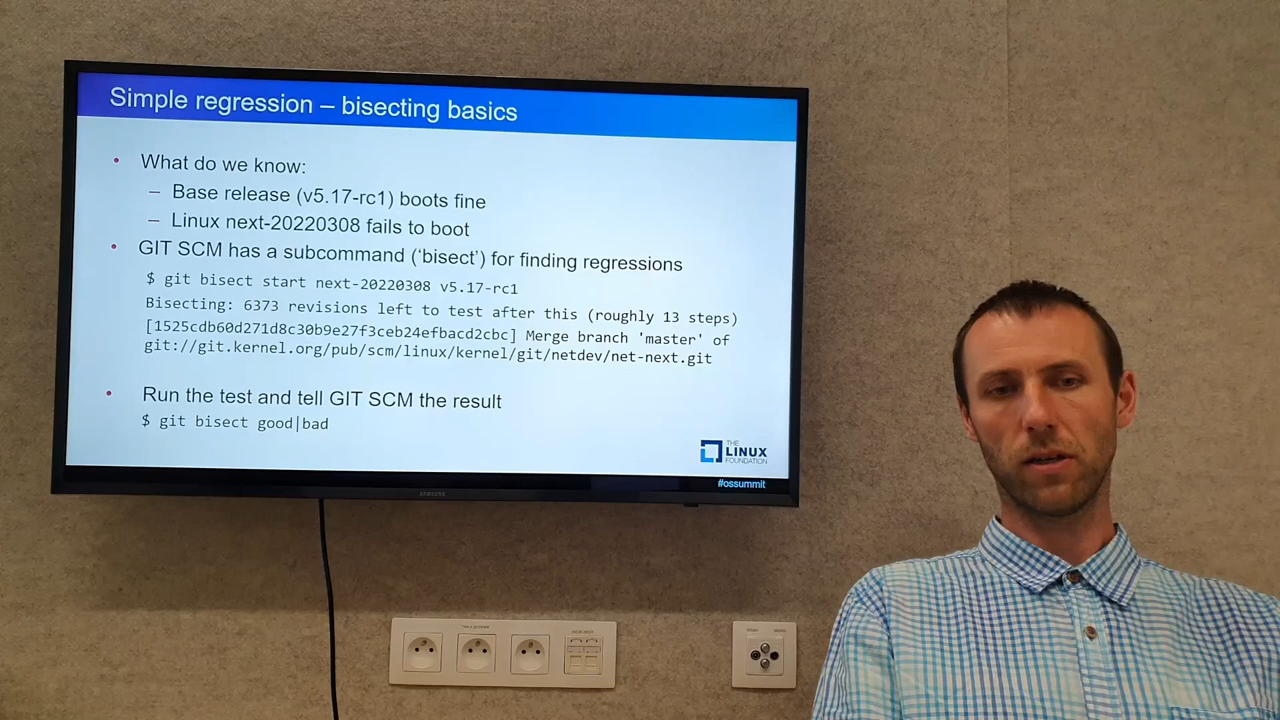 Simple regression – bisecting basics
• What do we know:
– Base release (v5.17-rc1) boots fine
– Linux next-20220308 fails to boot
• GIT SCM has a subcommand (‘bisect’) for finding regressions
$ git bisect start next-20220308 v5.17-rc1
Bisecting: 6373 revisions left to test after this (roughly 13 steps)
[1525cdb60d271d8c30b9e27f3ceb24efbacd2cbc] Merge branch 'master' of
git://git.kernel.org/pub/scm/linux/kernel/git/netdev/net-next.git
• Run the test and tell GIT SCM the result
$ git bisect good|bad
THE
LINUX
FOUNDATION
#ossummit
SAMSUNG